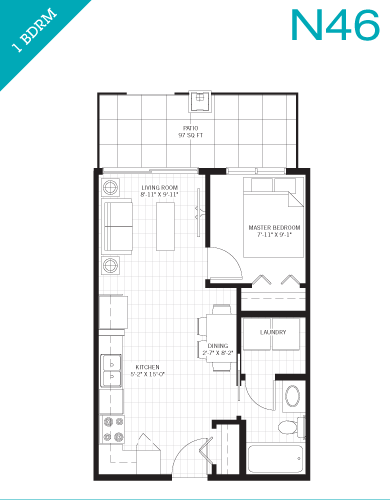 1 BDRM
N46
PATIO
97 SQ FT
LIVING ROOM
8'-11" X 9'-11"
MASTER BEDROOM
7'-11" X 9'-1"
LAUNDRY
DINING
2'-7" X 8'-2"
KITCHEN
5'-2" X 15'-0"